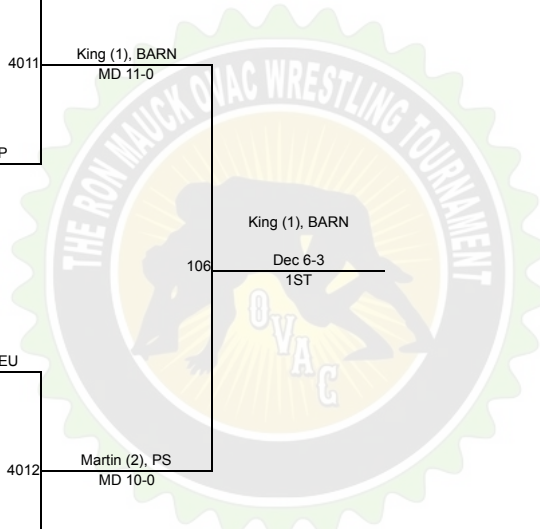 4011
King (1), BARN
MD 11-0
P
THE RON MAUCK OVAC WRESTLING TOURNAMENT
King (1), BARN
106
Dec 6-3
1ST
OVAC
EU
4012
Martin (2), PS
MD 10-0